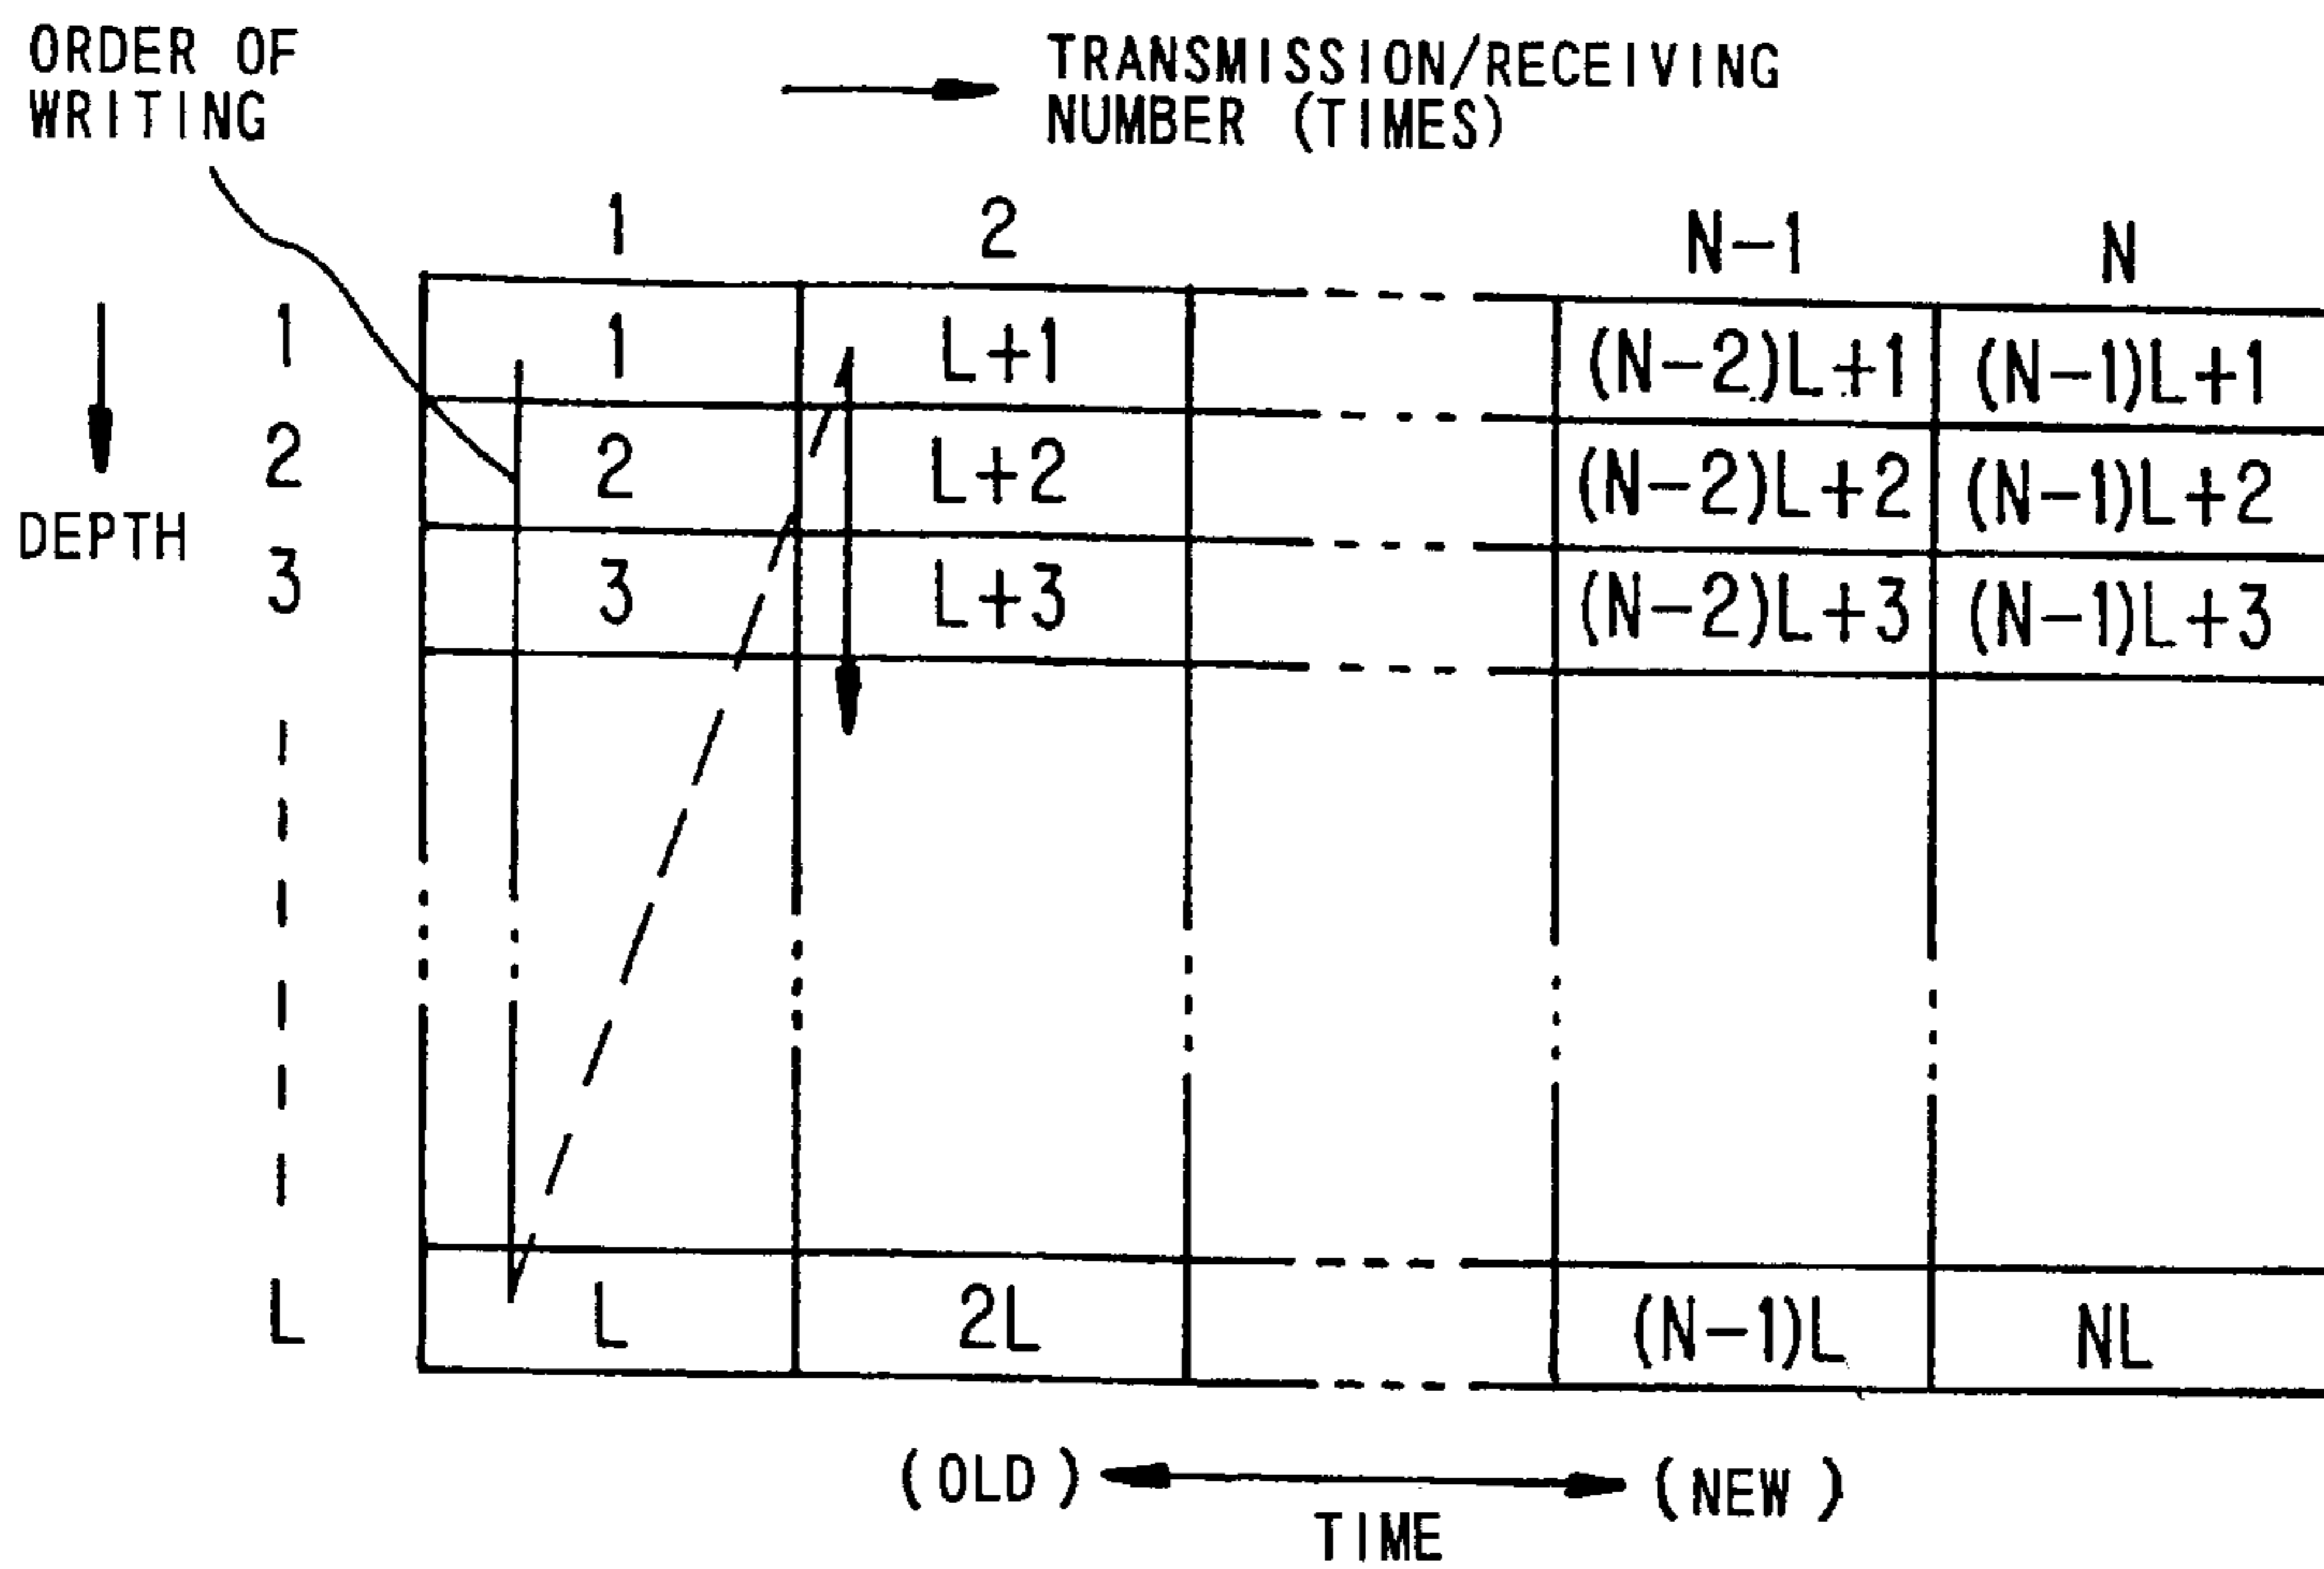 ORDER OF
WRITING
TRANSMISSION/RECEIVING
NUMBER (TIMES)
1 2 N-1 N
1 1 L+1 (N-2)L+1 (N-1)L+1
2 2 L+2 (N-2)L+2 (N-1)L+2
DEPTH
3 3 L+3 (N-2)L+3 (N-1)L+3
L L 2L (N-1)L NL
(OLD) (NEW)
TIME